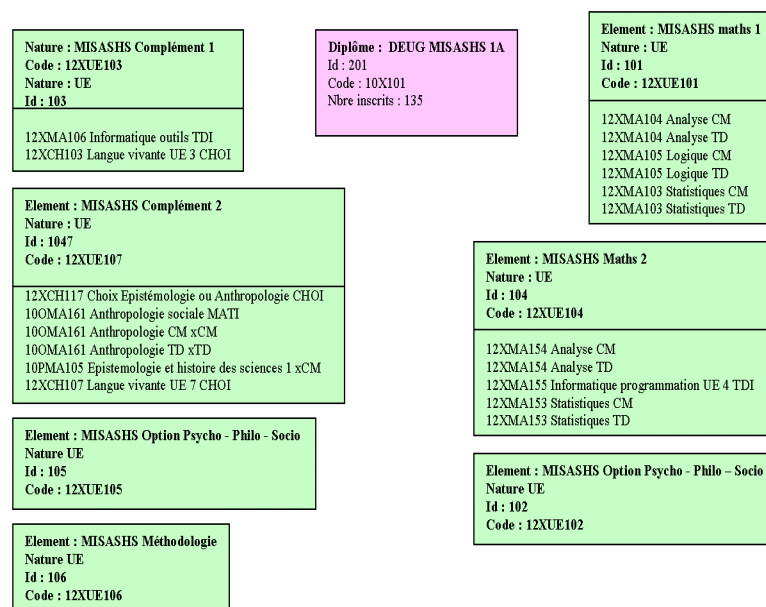 Nature : MISASHS Complément 1
Code : 12XUE103
Nature : UE
Id : 103
12XMA106 Informatique outils TDI
12XCH103 Langue vivante UE 3 CHOI
Diplôme : DEUG MISASHS 1A
Id : 201
Code : 10X101
Nbre inscrits : 135
Element : MISASHS maths 1
Nature : UE
Id : 101
Code : 12XUE101
12XMA104 Analyse CM
12XMA104 Analyse TD
12XMA105 Logique CM
12XMA105 Logique TD
12XMA103 Statistiques CM
12XMA103 Statistiques TD
Element : MISASHS Complément 2
Nature : UE
Id : 1047
Code : 12XUE107
12XCH117 Choix Epistémologie ou Anthropologie CHOI
10OMA161 Anthropologie sociale MATI
10OMA161 Anthropologie CM xCM
10OMA161 Anthropologie TD xTD
10PMA105 Epistemologie et histoire des sciences 1 xCM
12XCH107 Langue vivante UE 7 CHOI
Element : MISASHS Maths 2
Nature : UE
Id : 104
Code : 12XUE104
12XMA154 Analyse CM
12XMA154 Analyse TD
12XMA155 Informatique programmation UE 4 TDI
12XMA153 Statistiques CM
12XMA153 Statistiques TD
Element : MISASHS Option Psycho - Philo - Socio
Nature UE
Id : 105
Code : 12XUE105
Element : MISASHS Option Psycho - Philo – Socio
Nature UE
Id : 102
Code : 12XUE102
Element : MISASHS Méthodologie
Nature UE
Id : 106
Code : 12XUE106